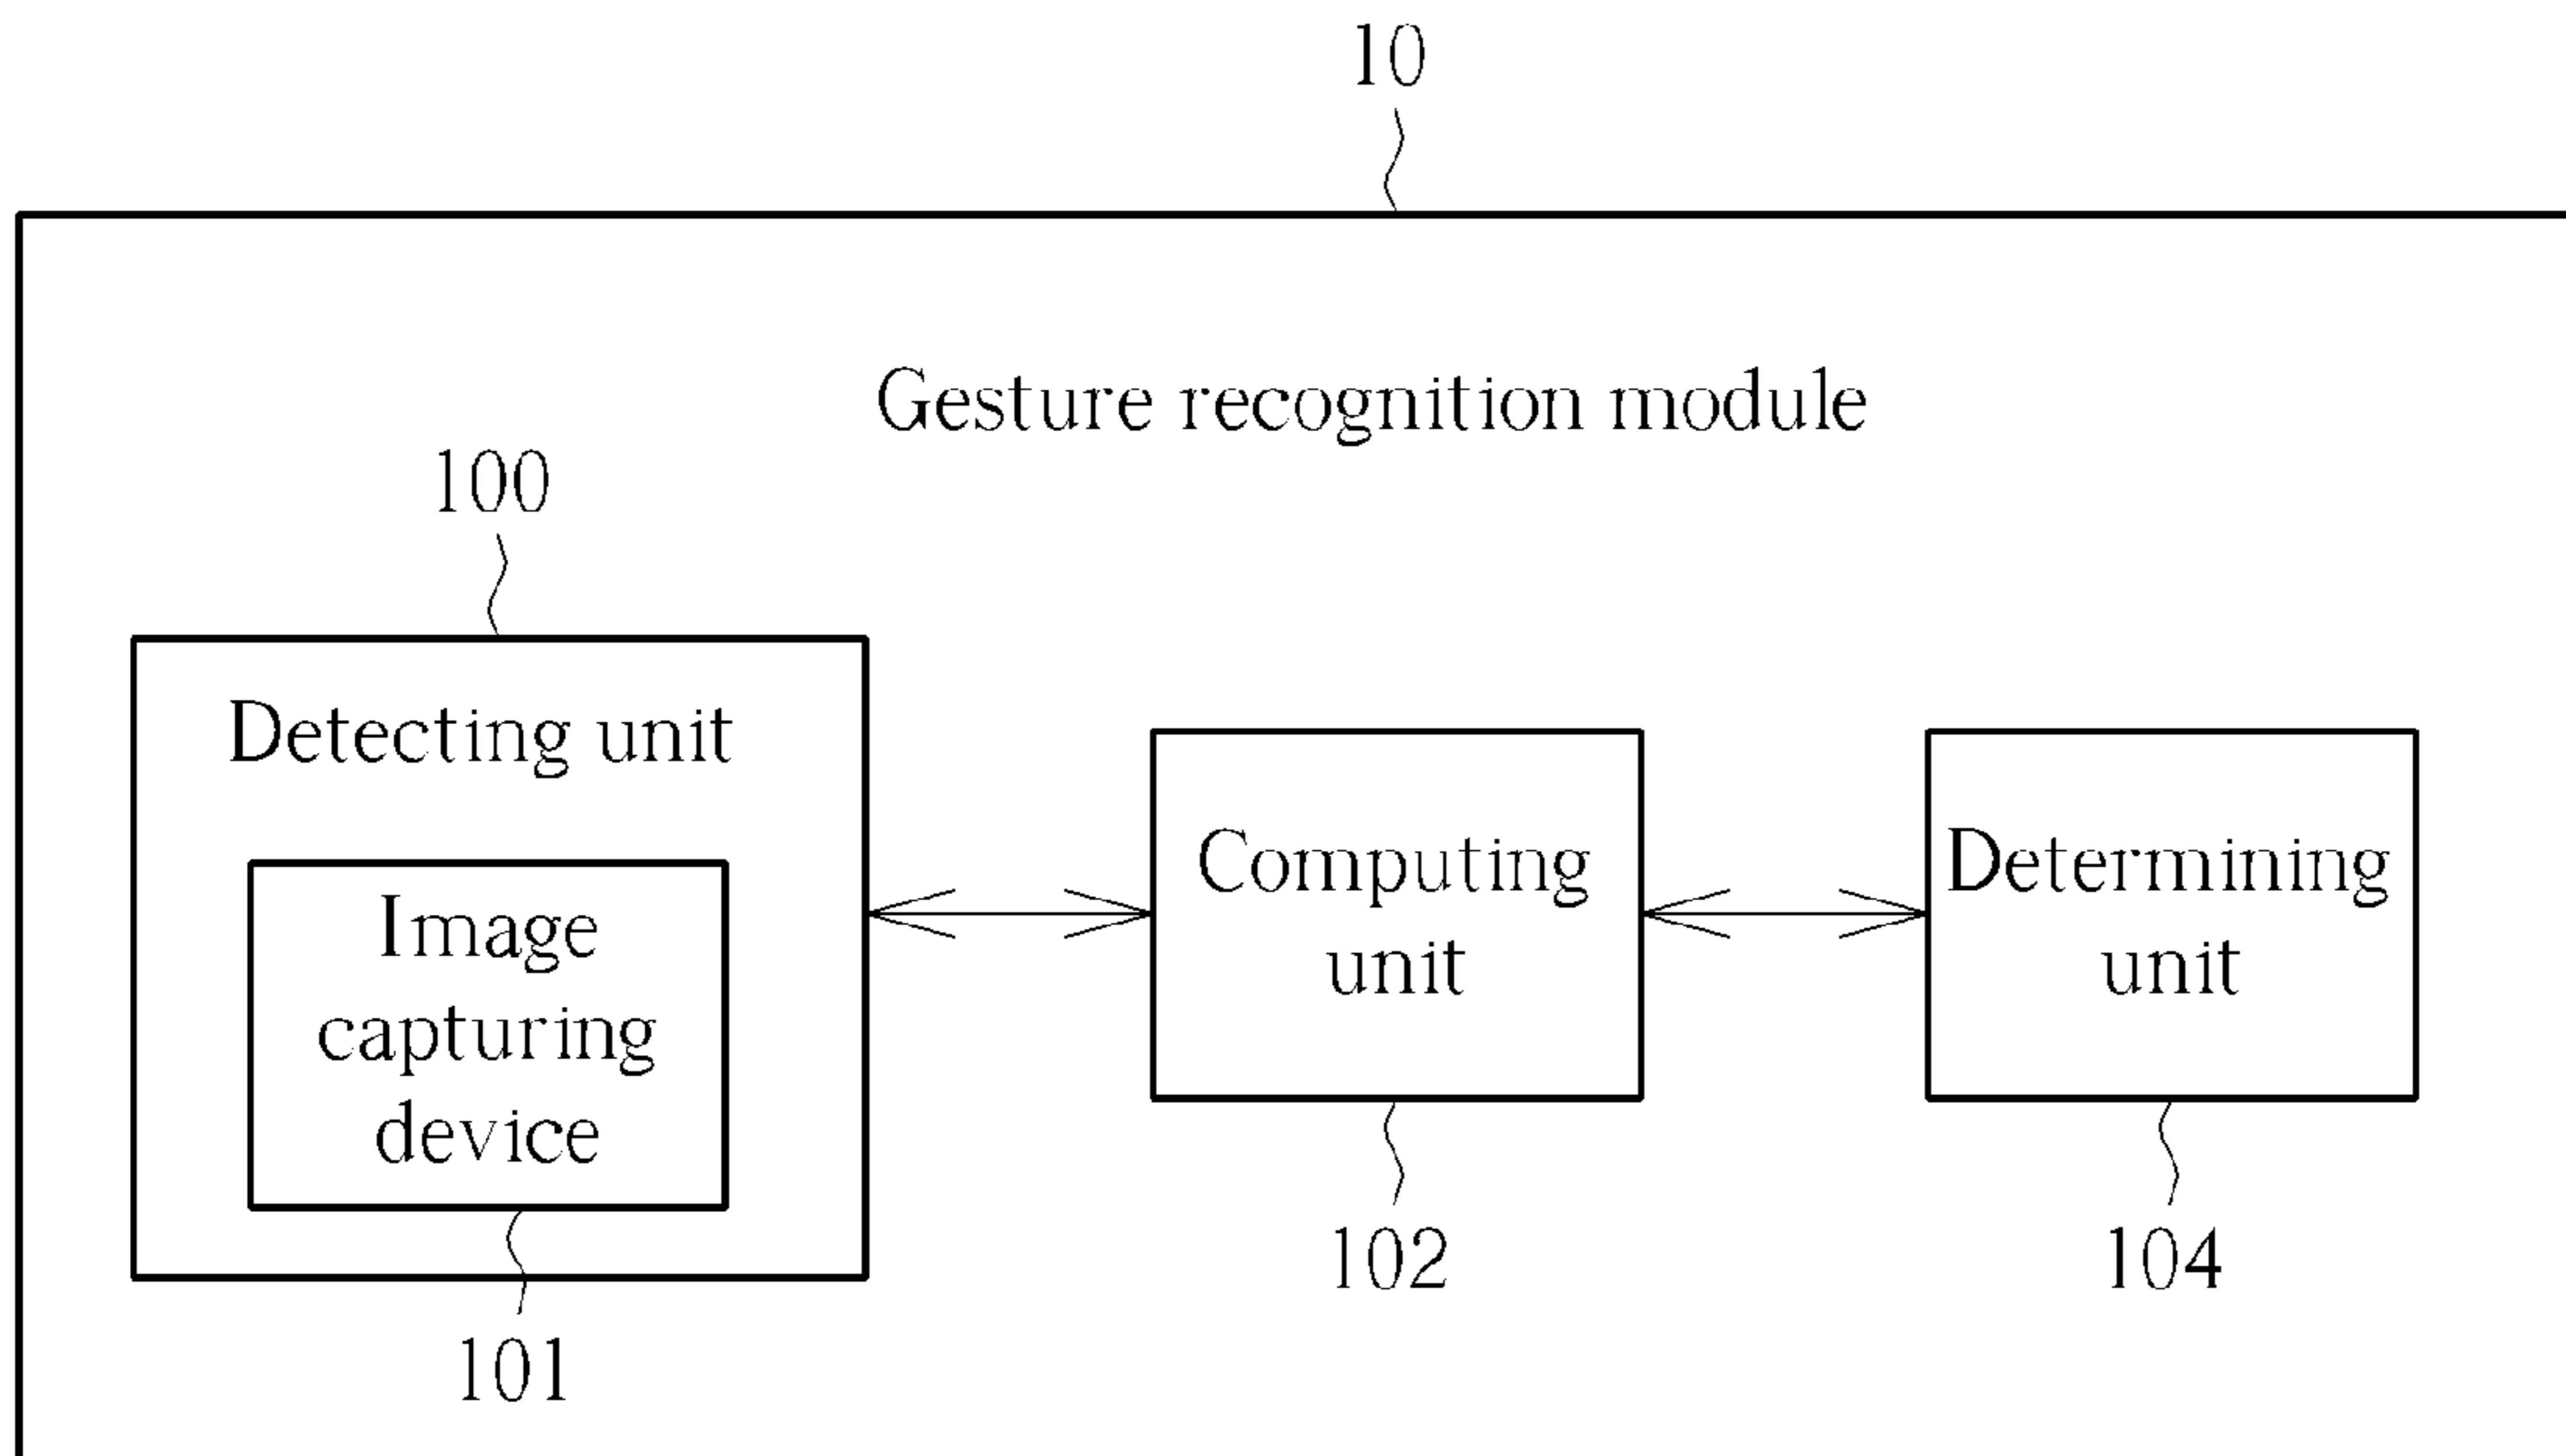 10
Gesture recognition module
100
Detecting unit
Image
capturing
device
101
Computing
unit
102
Determining
unit
104